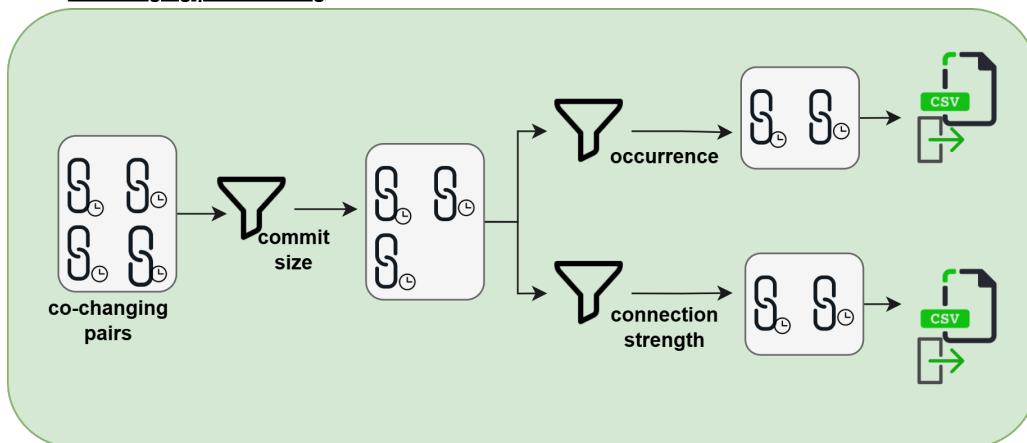 co-changing
pairs
commit
size
occurrence
connection
strength
CSV
CSV